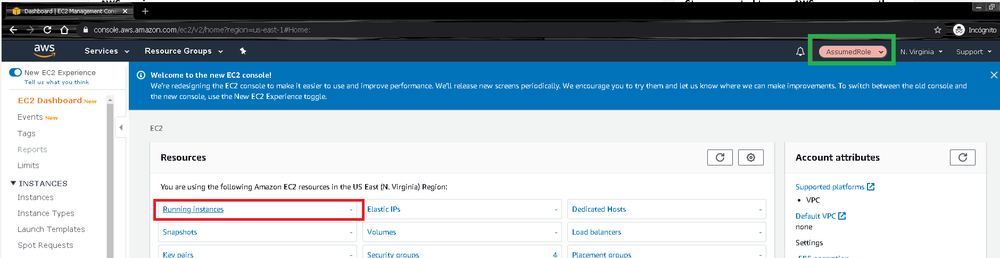 Dashboard | EC2 Management Cons
console.aws.amazon.com/ec2/v2/home?region=us-east-1#Home:
Incógnito
aws
Services
Resource Groups
AssumedRole
N. Virginia
Support
New EC2 Experience
Tell us what you think
EC2 Dashboard New
Events New
Tags
Reports
Limits
INSTANCES
Instances
Instance Types
Launch Templates
Spot Requests
Welcome to the new EC2 console!
We're redesigning the EC2 console to make it easier to use and improve performance. We'll release new screens periodically. We encourage you to try them and let us know where we can make improvements. To switch between the old console and
the new console, use the New EC2 Experience toggle.
EC2
Resources
You are using the following Amazon EC2 resources in the US East (N. Virginia) Region:
Running instances -
Elastic IPs -
Dedicated Hosts -
Snapshots -
Volumes -
Load balancers -
Key pairs -
Security groups 4
Placement groups -
Account attributes
Supported platforms
• VPC
Default VPC
none
Settings